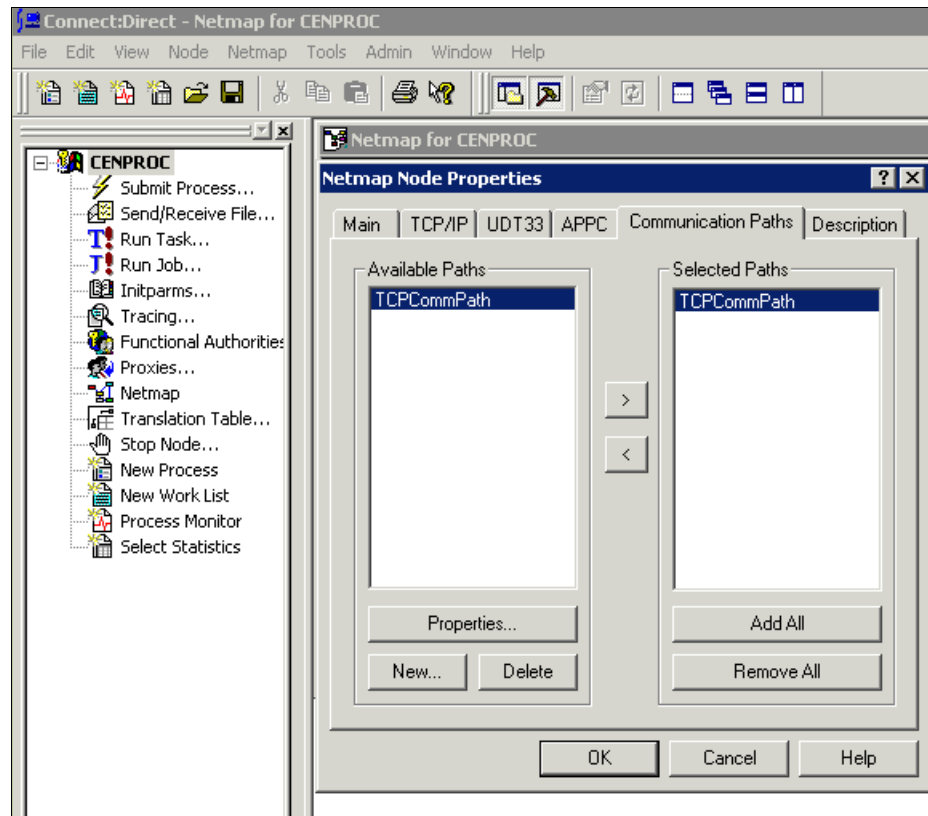 Connect:Direct - Netmap for CENPROC
File Edit View Node Netmap Tools Admin Window Help
CENPROC
Submit Process...
Send/Receive File...
Run Task...
Run Job...
Initparms...
Tracing...
Functional Authorities
Proxies...
Netmap
Translation Table...
Stop Node...
New Process
New Work List
Process Monitor
Select Statistics
Netmap for CENPROC
Netmap Node Properties
Main TCP/IP UDT33 APPC Communication Paths Description
Available Paths
TCPCommPath
Properties...
New... Delete
Selected Paths
TCPCommPath
>
<
Add All
Remove All
OK Cancel Help